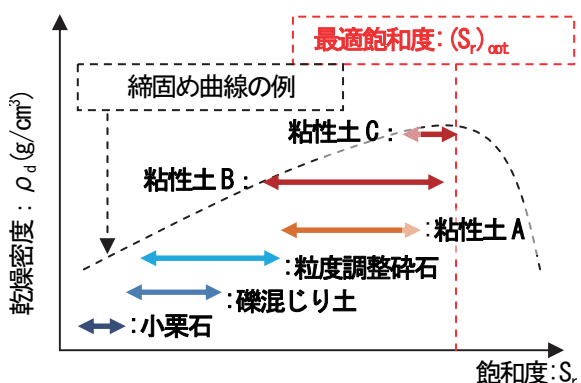 最適飽和度:(Sr)opt
締固め曲線の例
粘性土C:
粘性土B:
:粘性土A
:粒度調整砕石
:礫混じり土
:小栗石
乾燥密度:ρd(g/cm³)
飽和度:Sr